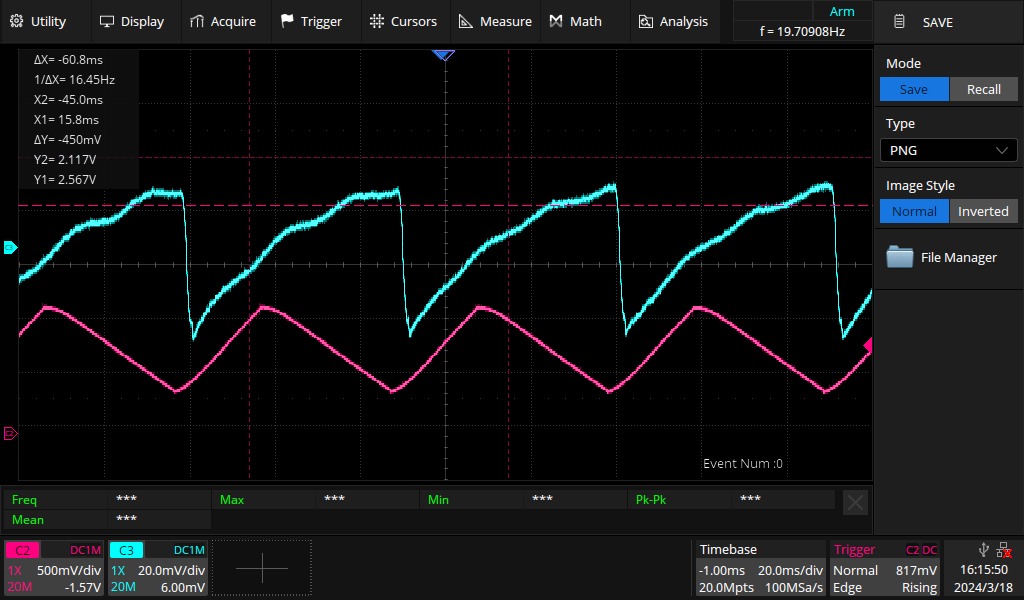 Utility Display Acquire Trigger Cursors Measure Math Analysis Arm
f = 19.70908Hz
SAVE
ΔX= -60.8ms
1/ΔX= 16.45Hz
X2= -45.0ms
X1= 15.8ms
ΔY= -450mV
Y2= 2.117V
Y1= 2.567V
Mode
Save Recall
Type
PNG
Image Style
Normal Inverted
File Manager
Event Num :0
Freq *** Max *** Min *** Pk-Pk ***
Mean ***
C2 DC1M
1X 500mV/div
20M -1.57V
C3 DC1M
1X 20.0mV/div
20M 6.00mV
Timebase
-1.00ms 20.0ms/div
20.0Mpts 100MSa/s
Trigger C2 DC
Normal 817mV
Edge Rising
16:15:50
2024/3/18